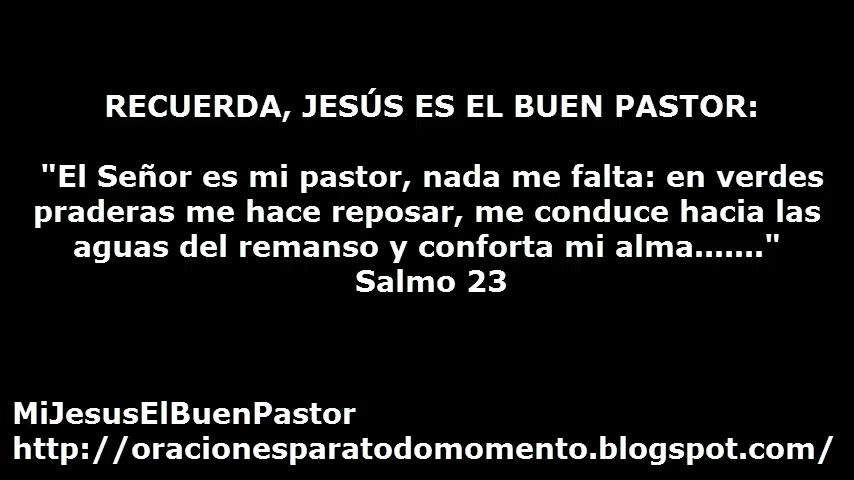 RECUERDA, JESÚS ES EL BUEN PASTOR:
"El Señor es mi pastor, nada me falta: en verdes
praderas me hace reposar, me conduce hacia las
aguas del remanso y conforta mi alma......."
Salmo 23
MiJesusElBuenPastor
http://oracionesparatodomomento.blogspot.com/